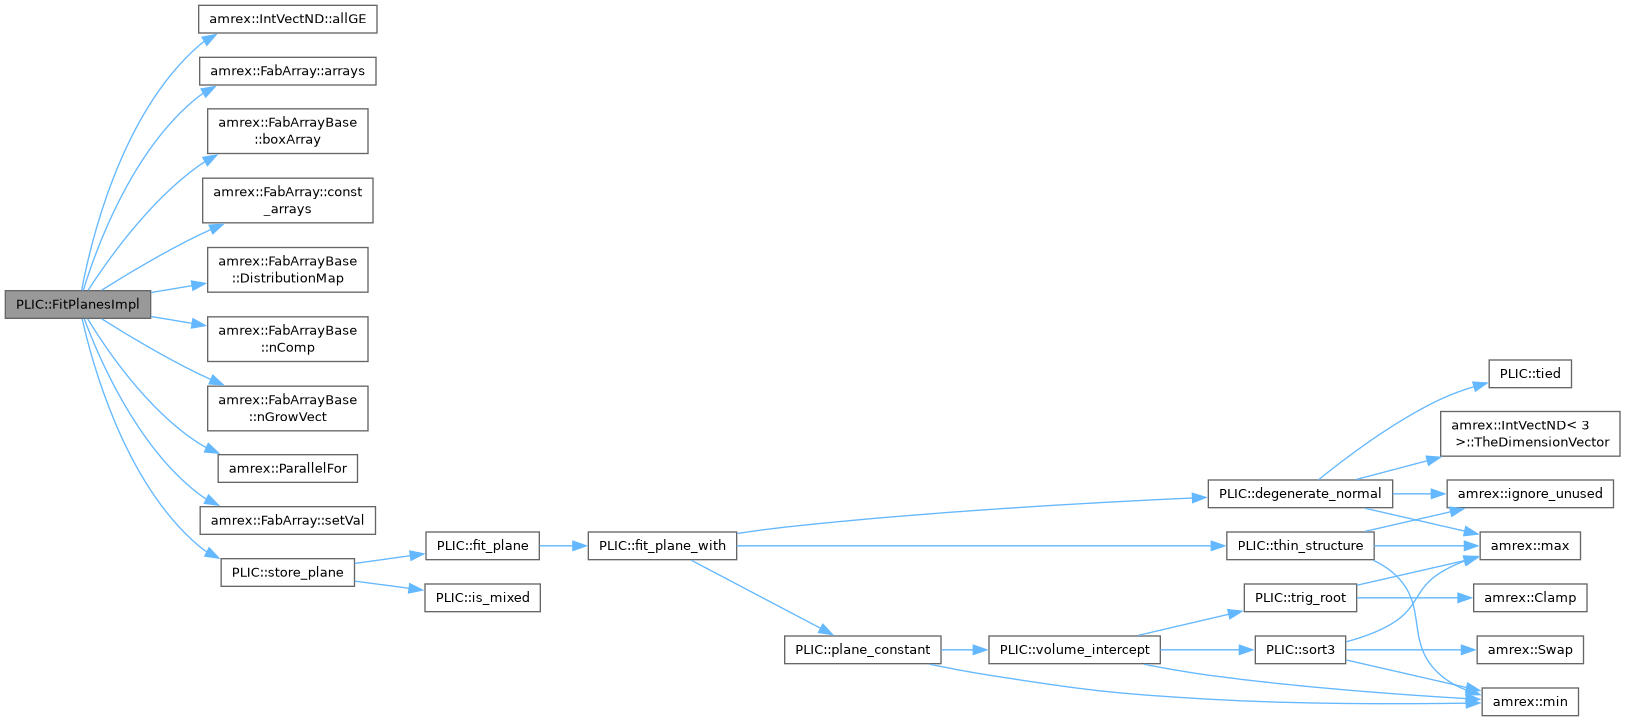 PLIC::FitPlanesImpl
amrex::IntVectND::allGE
amrex::FabArray::arrays
amrex::FabArrayBase
::boxArray
amrex::FabArray::const
_arrays
amrex::FabArrayBase
::DistributionMap
amrex::FabArrayBase
::nComp
amrex::FabArrayBase
::nGrowVect
amrex::ParallelFor
amrex::FabArray::setVal
PLIC::store_plane
PLIC::fit_plane
PLIC::is_mixed
PLIC::fit_plane_with
PLIC::degenerate_normal
PLIC::thin_structure
PLIC::plane_constant
PLIC::volume_intercept
PLIC::trig_root
PLIC::sort3
PLIC::tied
amrex::IntVectND< 3
>::TheDimensionVector
amrex::ignore_unused
amrex::max
amrex::Clamp
amrex::Swap
amrex::min